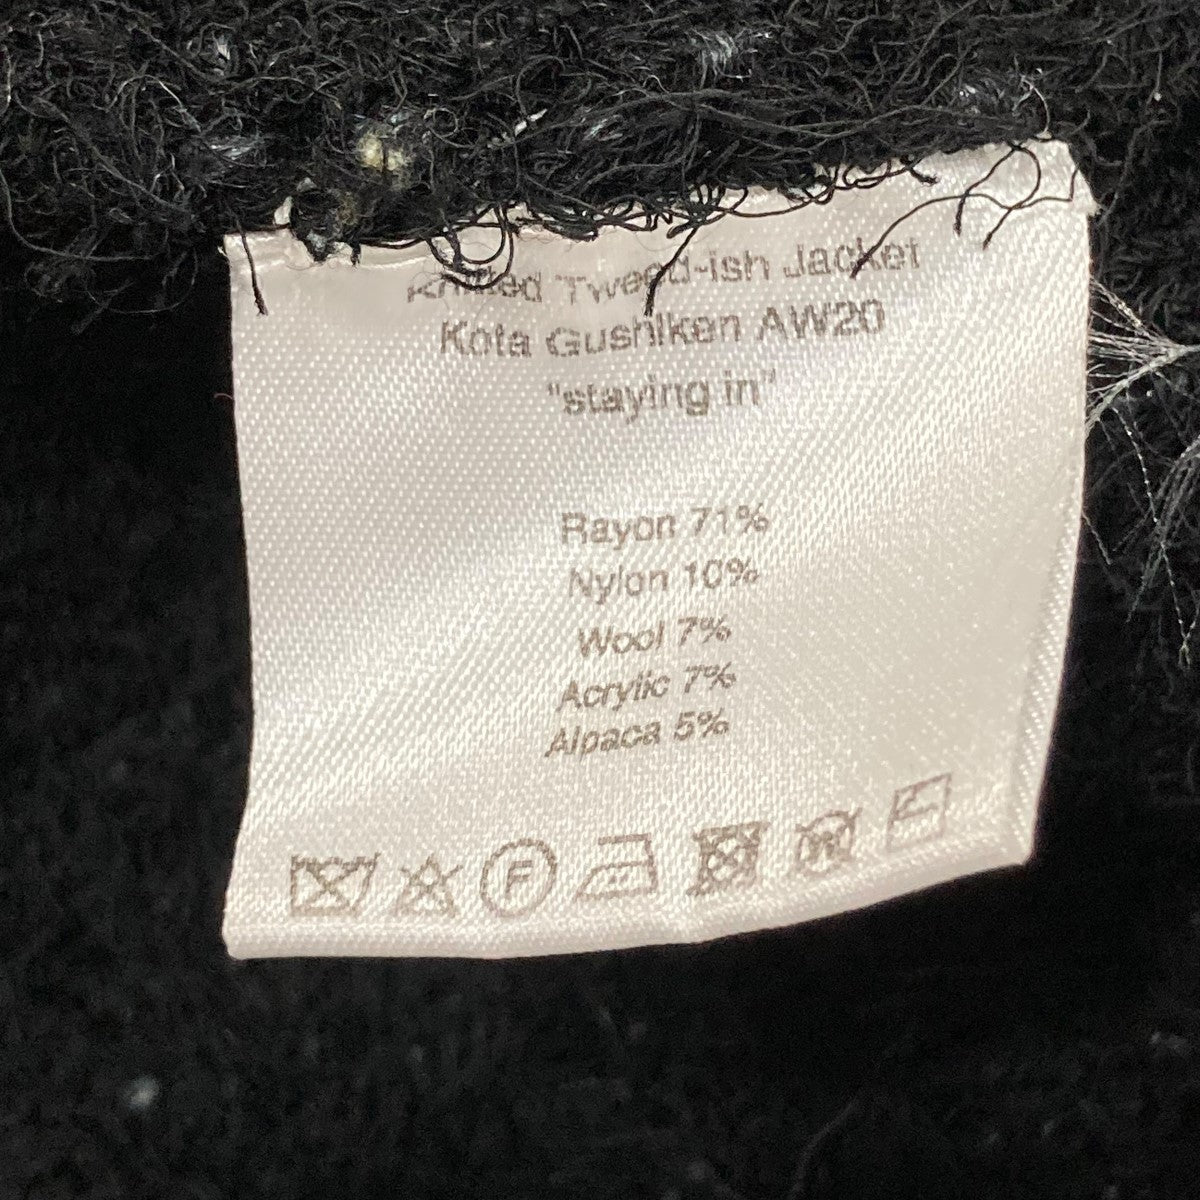 Knitted Tweed-ish Jacket
Kota Gushiken AW20
"staying in"
Rayon 71%
Nylon 10%
Wool 7%
Acrylic 7%
Alpaca 5%
F
W